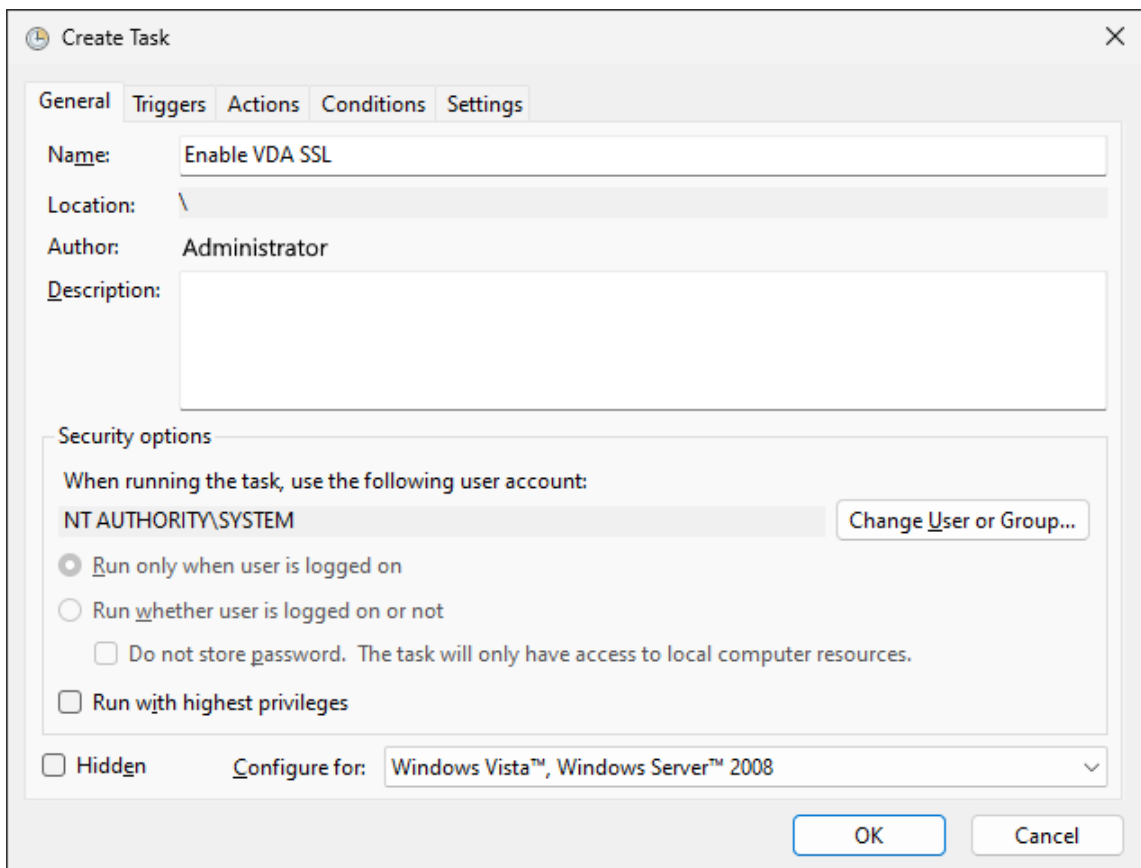 Create Task
General Triggers Actions Conditions Settings
Name: Enable VDA SSL
Location: \
Author: Administrator
Description:
Security options
When running the task, use the following user account:
NT AUTHORITY\SYSTEM Change User or Group...
Run only when user is logged on
Run whether user is logged on or not
Do not store password. The task will only have access to local computer resources.
Run with highest privileges
Hidden Configure for: Windows Vista™, Windows Server™ 2008
OK Cancel